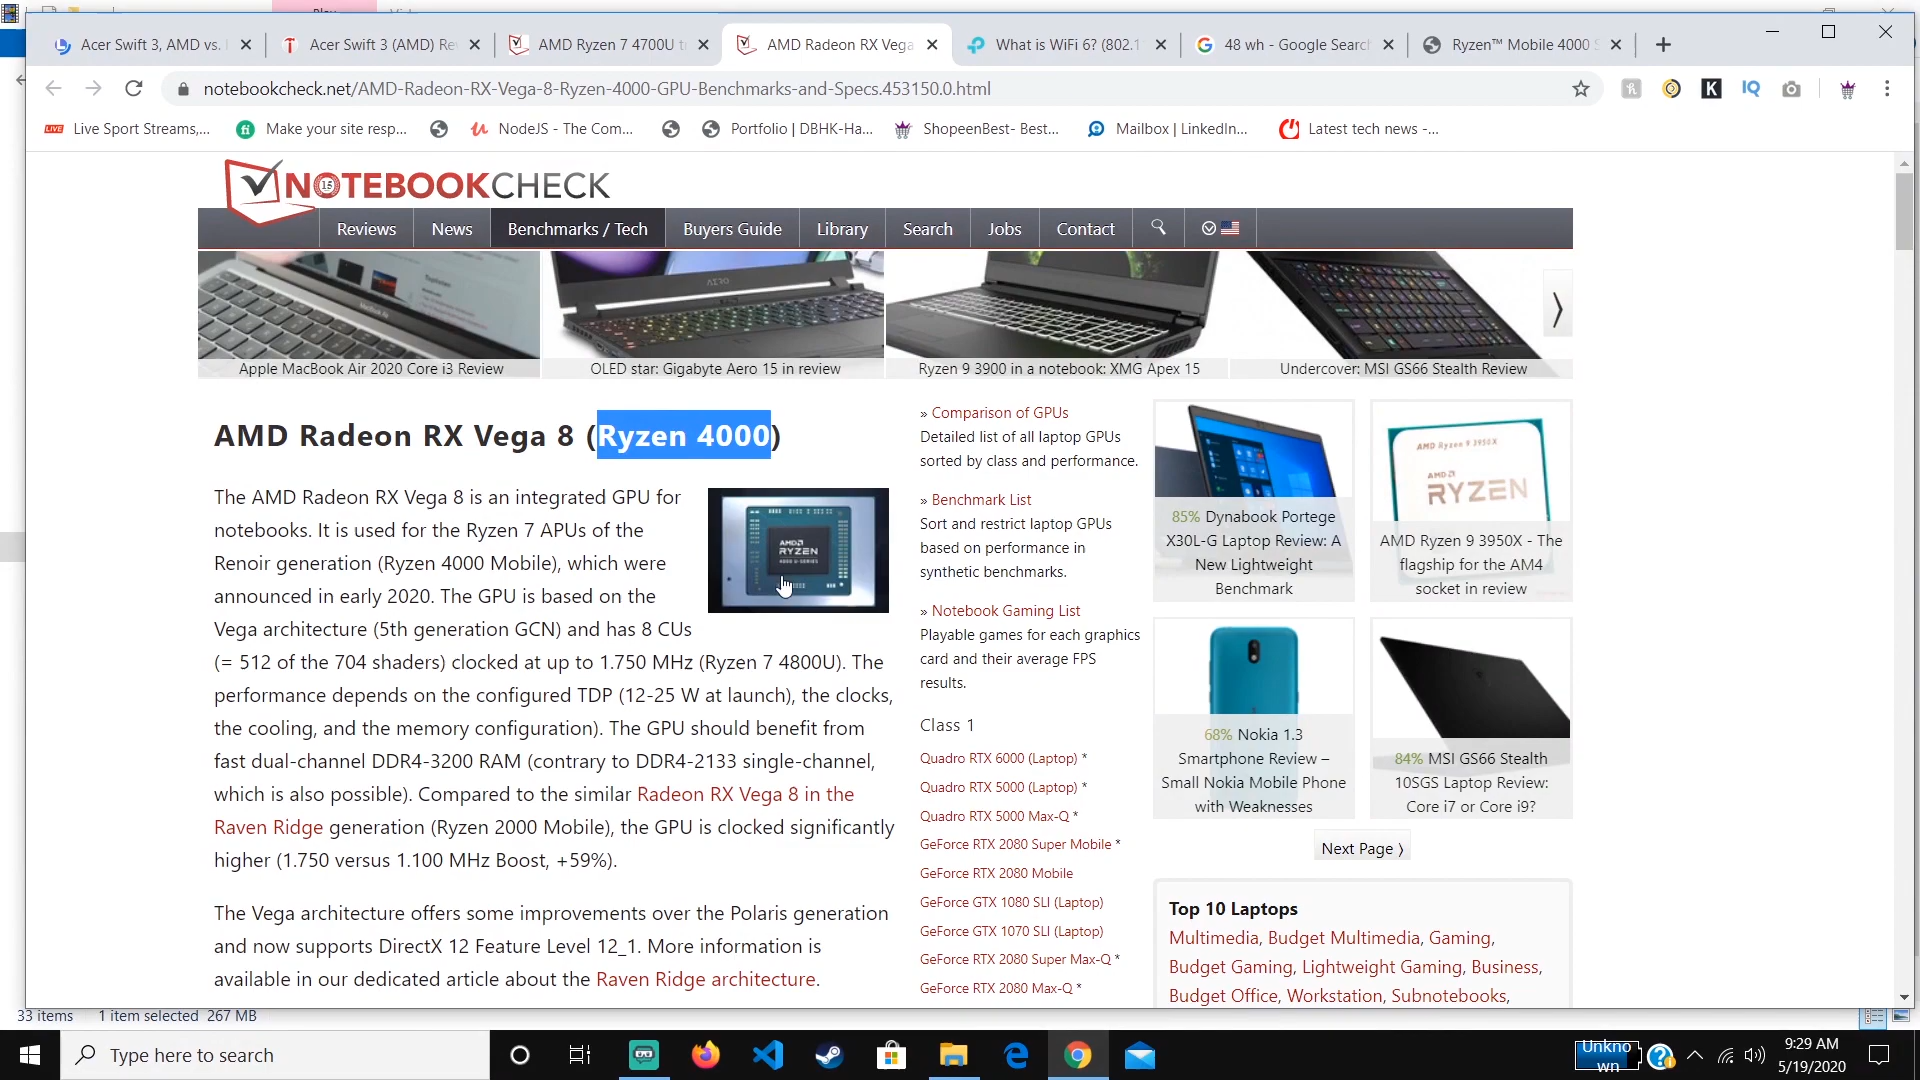 Acer Swift 3, AMD vs.
Acer Swift 3 (AMD) Re
AMD Ryzen 7 4700U t
AMD Radeon RX Vega
What is WiFi 6? (802.1
48 wh - Google Search
Ryzen™ Mobile 4000 S
notebookcheck.net/AMD-Radeon-RX-Vega-8-Ryzen-4000-GPU-Benchmarks-and-Specs.453150.0.html
LIVE Live Sport Streams,...
Make your site resp...
NodeJS - The Com...
Portfolio | DBHK-Ha...
ShopeenBest- Best...
Mailbox | LinkedIn...
Latest tech news -...
NOTEBOOKCHECK
Reviews
News
Benchmarks / Tech
Buyers Guide
Library
Search
Jobs
Contact
Apple MacBook Air 2020 Core i3 Review
OLED star: Gigabyte Aero 15 in review
Ryzen 9 3900 in a notebook: XMG Apex 15
Undercover: MSI GS66 Stealth Review
AMD Radeon RX Vega 8 (Ryzen 4000)
The AMD Radeon RX Vega 8 is an integrated GPU for
notebooks. It is used for the Ryzen 7 APUs of the
Renoir generation (Ryzen 4000 Mobile), which were
announced in early 2020. The GPU is based on the
Vega architecture (5th generation GCN) and has 8 CUs
(= 512 of the 704 shaders) clocked at up to 1.750 MHz (Ryzen 7 4800U). The
performance depends on the configured TDP (12-25 W at launch), the clocks,
the cooling, and the memory configuration). The GPU should benefit from
fast dual-channel DDR4-3200 RAM (contrary to DDR4-2133 single-channel,
which is also possible). Compared to the similar Radeon RX Vega 8 in the
Raven Ridge generation (Ryzen 2000 Mobile), the GPU is clocked significantly
higher (1.750 versus 1.100 MHz Boost, +59%).
The Vega architecture offers some improvements over the Polaris generation
and now supports DirectX 12 Feature Level 12_1. More information is
available in our dedicated article about the Raven Ridge architecture.
AMD
RYZEN
4000 U-SERIES
» Comparison of GPUs
Detailed list of all laptop GPUs
sorted by class and performance.
» Benchmark List
Sort and restrict laptop GPUs
based on performance in
synthetic benchmarks.
» Notebook Gaming List
Playable games for each graphics
card and their average FPS
results.
Class 1
Quadro RTX 6000 (Laptop) *
Quadro RTX 5000 (Laptop) *
Quadro RTX 5000 Max-Q *
GeForce RTX 2080 Super Mobile *
GeForce RTX 2080 Mobile
GeForce GTX 1080 SLI (Laptop)
GeForce GTX 1070 SLI (Laptop)
GeForce RTX 2080 Super Max-Q *
GeForce RTX 2080 Max-Q *
85% Dynabook Portege
X30L-G Laptop Review: A
New Lightweight
Benchmark
AMD Ryzen 9 3950X
AMD
RYZEN
AMD Ryzen 9 3950X - The
flagship for the AM4
socket in review
68% Nokia 1.3
Smartphone Review –
Small Nokia Mobile Phone
with Weaknesses
84% MSI GS66 Stealth
10SGS Laptop Review:
Core i7 or Core i9?
Next Page ⟩
Top 10 Laptops
Multimedia, Budget Multimedia, Gaming,
Budget Gaming, Lightweight Gaming, Business,
Budget Office, Workstation, Subnotebooks,
33 items 1 item selected 267 MB
Type here to search
Unkno
wn
9:29 AM
5/19/2020